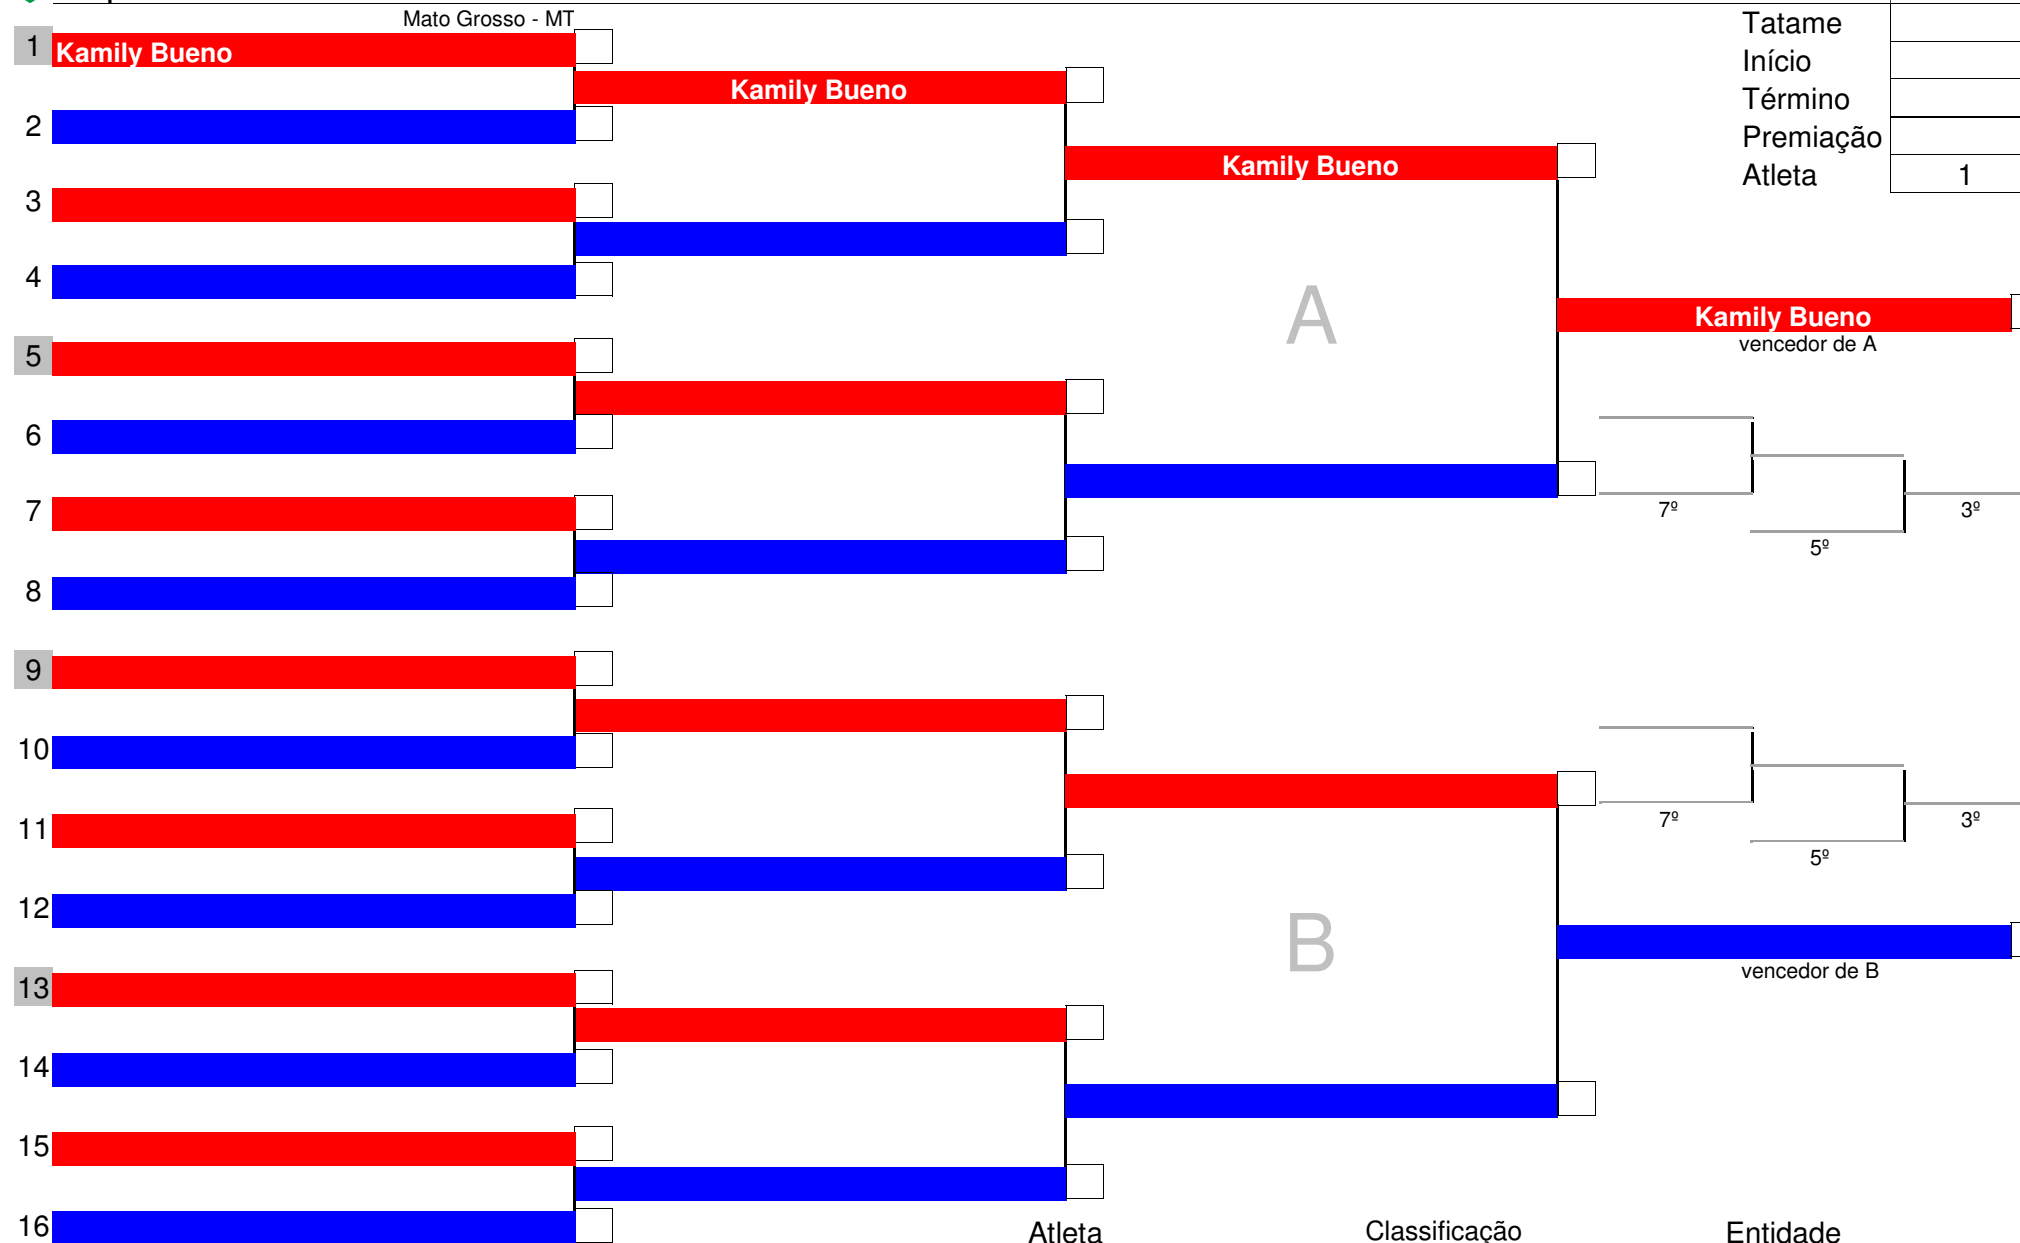 Mato Grosso - MT
Tatame
1 Kamily Bueno
Início
Kamily Bueno
Término
2
Premiação
Kamily Bueno
Atleta 1
3
4
A
Kamily Bueno
vencedor de A
5
6
7
7º 3º
5º
8
9
10
11
7º 3º
5º
12
B
vencedor de B
13
14
15
16
Atleta Classificação Entidade